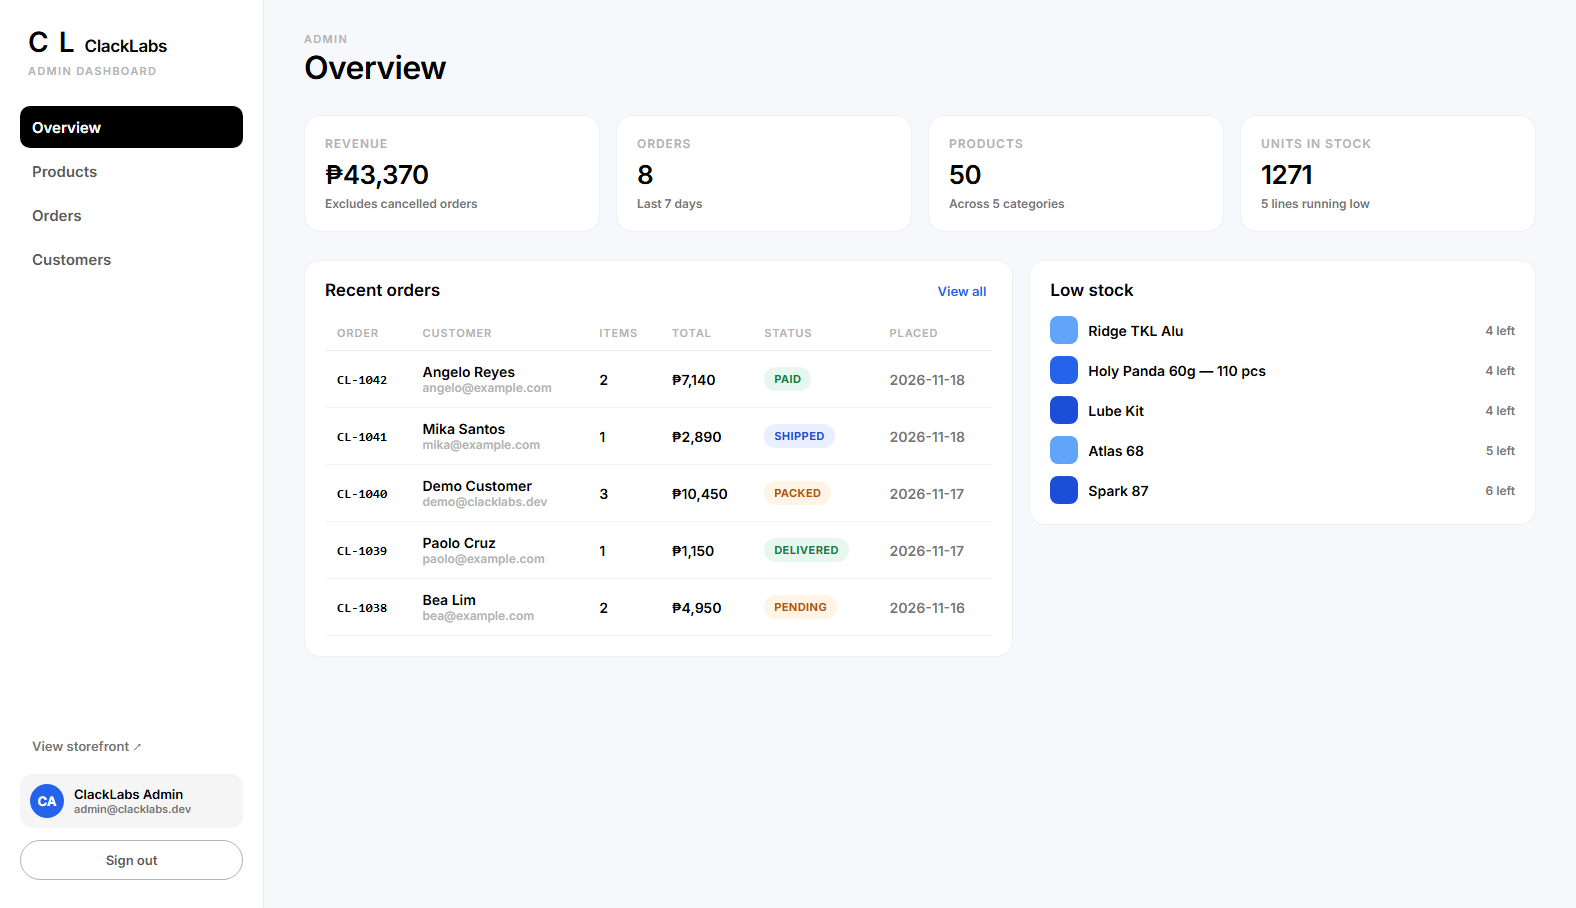 C L ClackLabs
ADMIN DASHBOARD
Overview
Products
Orders
Customers
View storefront ↗
CA
ClackLabs Admin
admin@clacklabs.dev
Sign out
ADMIN
Overview
REVENUE
₱43,370
Excludes cancelled orders
ORDERS
8
Last 7 days
PRODUCTS
50
Across 5 categories
UNITS IN STOCK
1271
5 lines running low
Recent orders View all
ORDER CUSTOMER ITEMS TOTAL STATUS PLACED
CL-1042 Angelo Reyes 2 ₱7,140 PAID 2026-11-18
angelo@example.com
CL-1041 Mika Santos 1 ₱2,890 SHIPPED 2026-11-18
mika@example.com
CL-1040 Demo Customer 3 ₱10,450 PACKED 2026-11-17
demo@clacklabs.dev
CL-1039 Paolo Cruz 1 ₱1,150 DELIVERED 2026-11-17
paolo@example.com
CL-1038 Bea Lim 2 ₱4,950 PENDING 2026-11-16
bea@example.com
Low stock
Ridge TKL Alu 4 left
Holy Panda 60g — 110 pcs 4 left
Lube Kit 4 left
Atlas 68 5 left
Spark 87 6 left